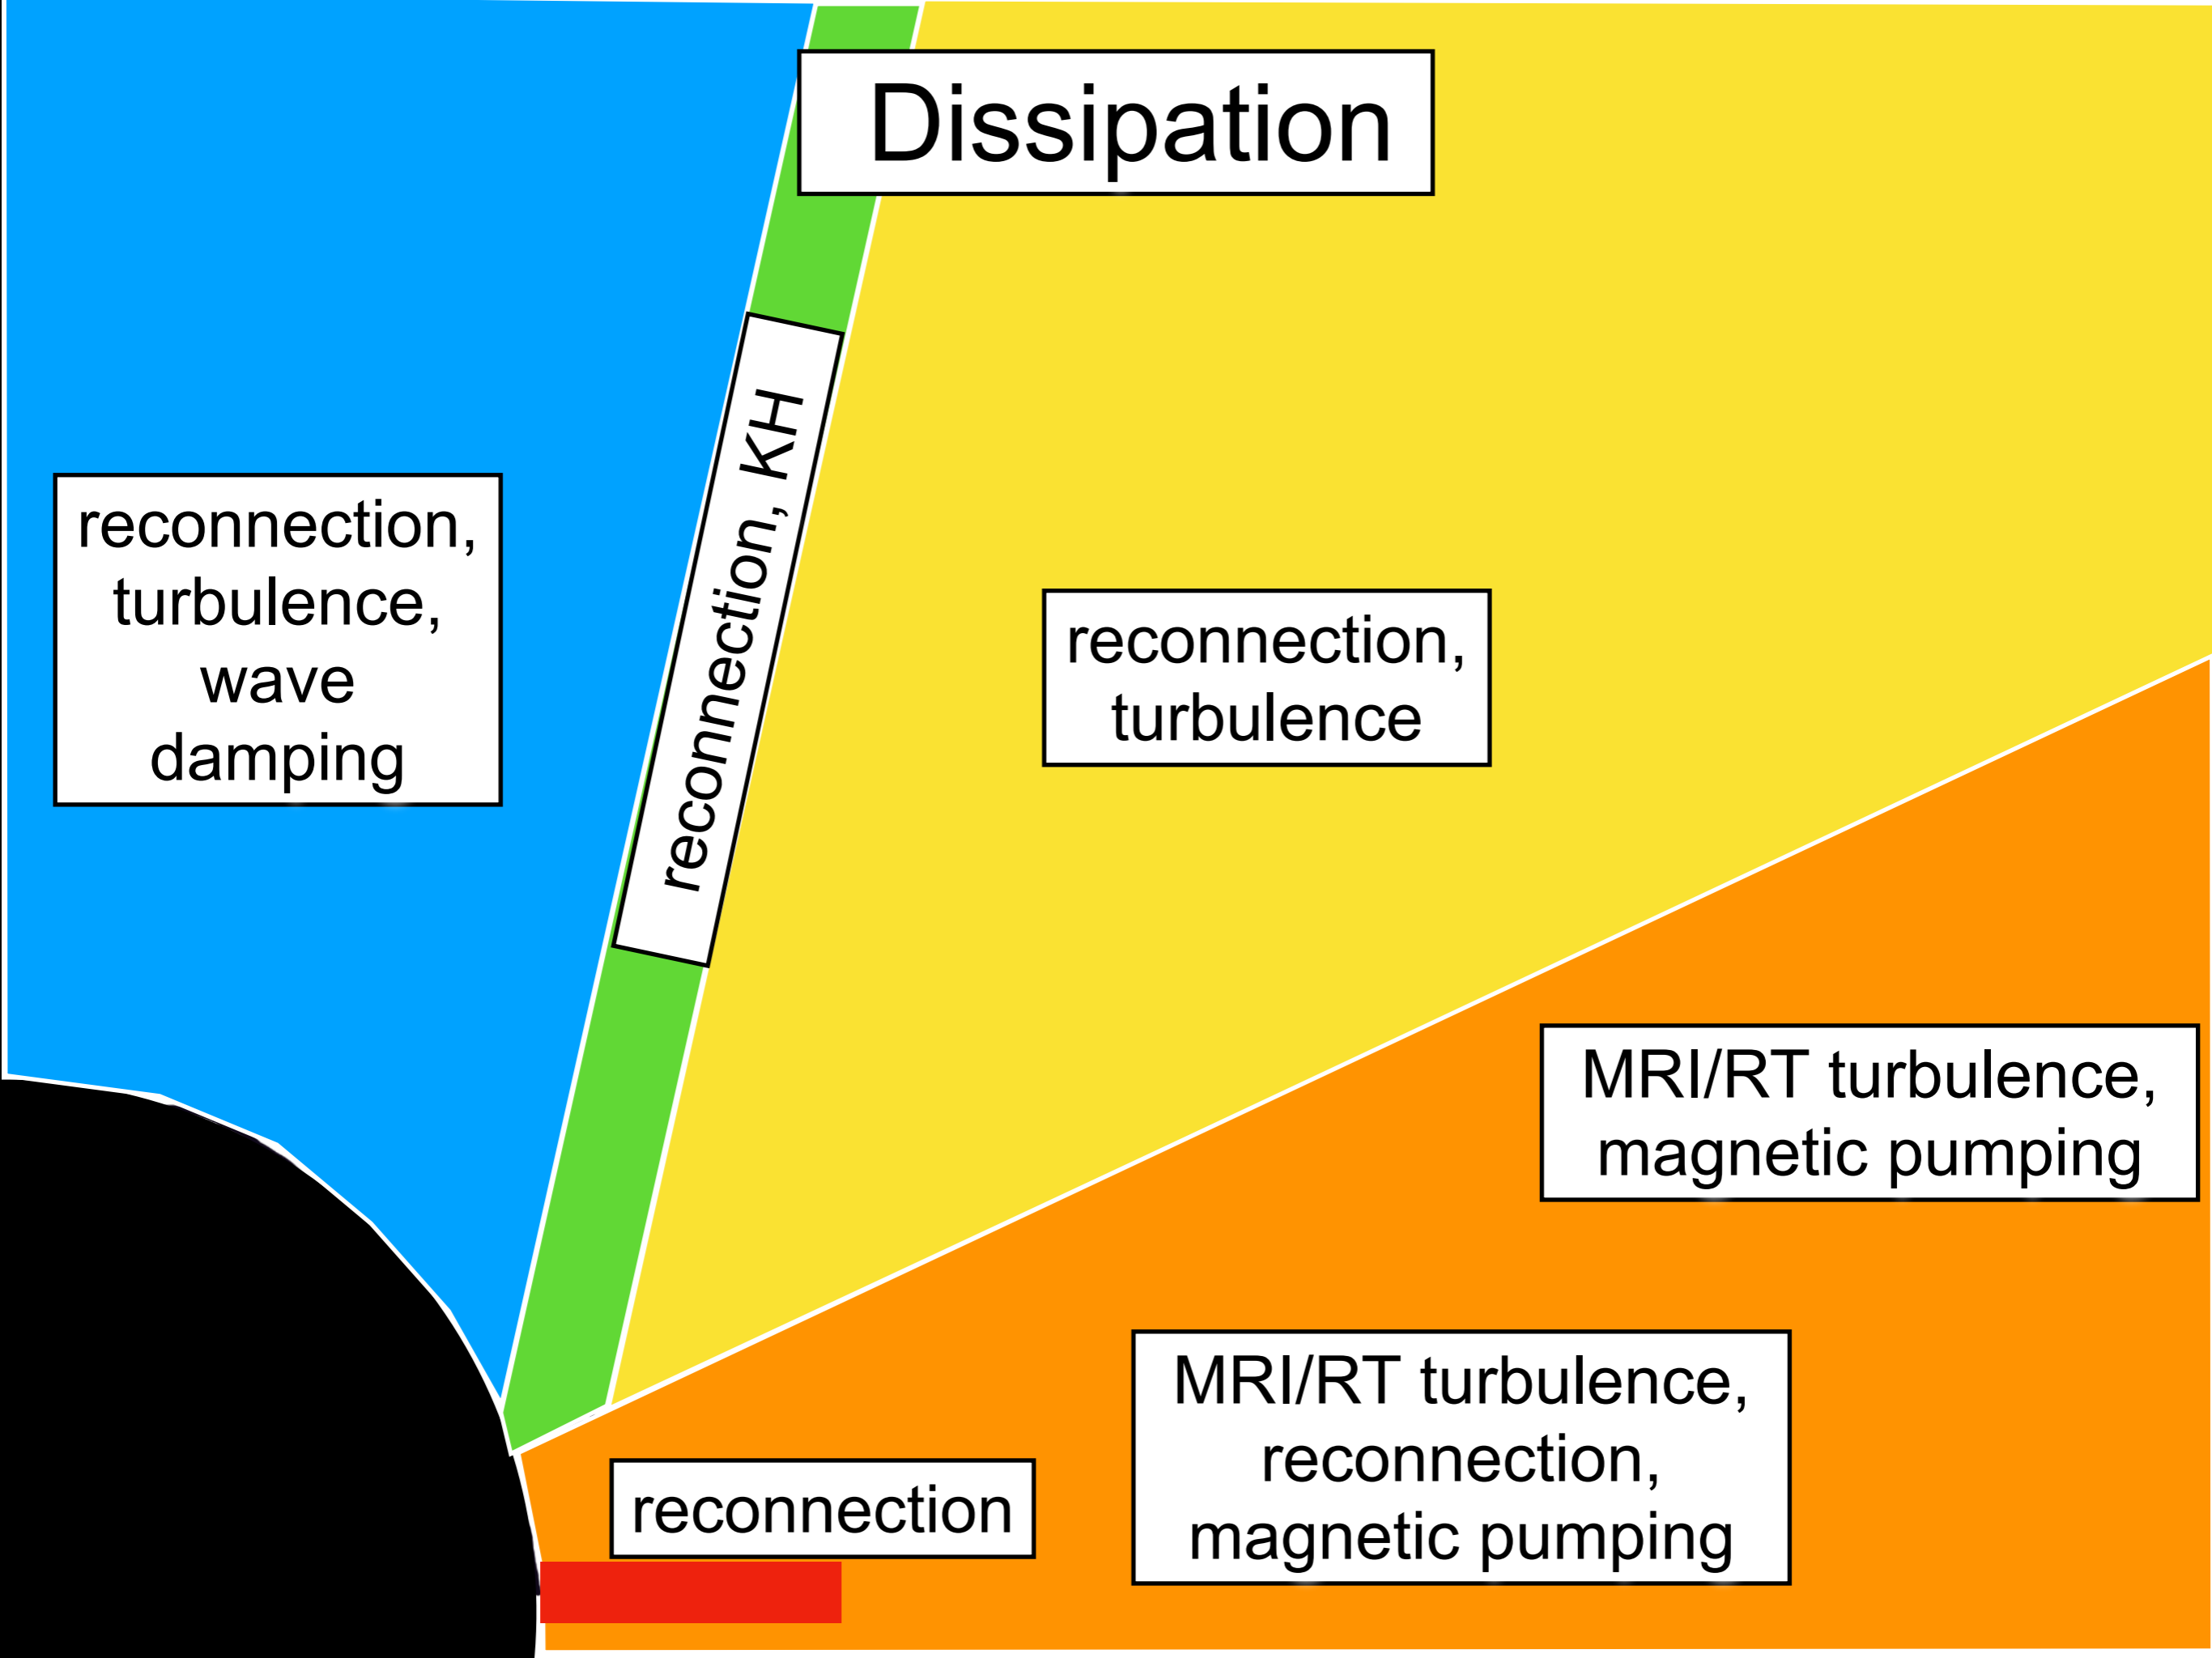 Dissipation
reconnection,
turbulence,
wave
damping
reconnection, KH
reconnection,
turbulence
MRI/RT turbulence,
magnetic pumping
MRI/RT turbulence,
reconnection,
magnetic pumping
reconnection